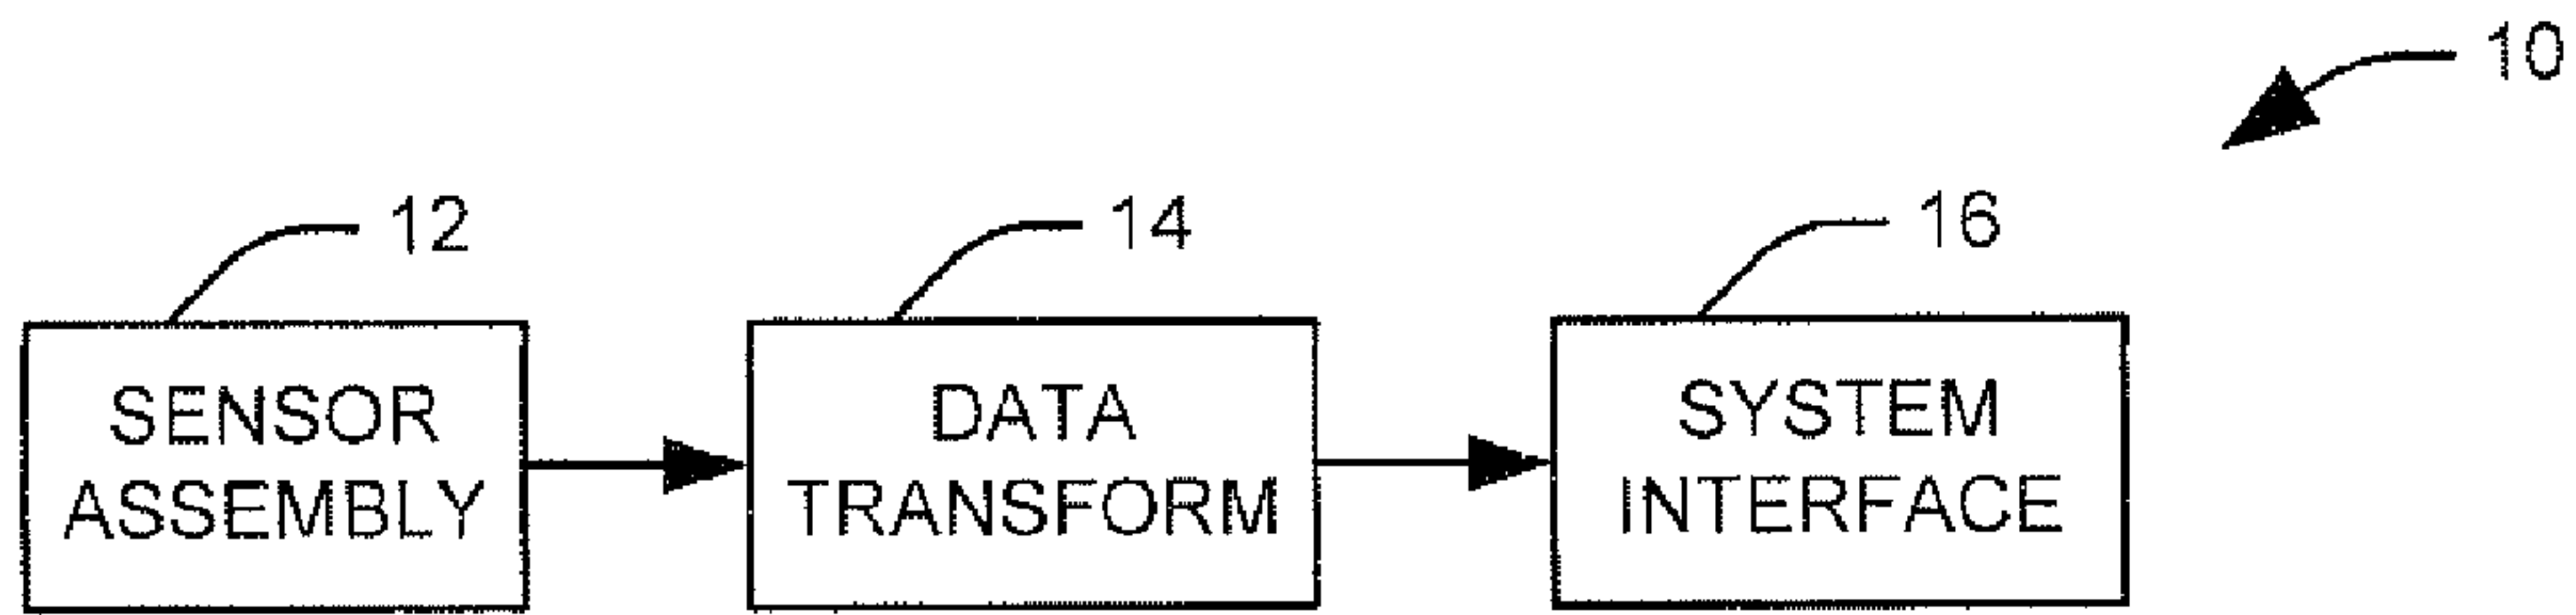 10
12
14
16
SENSOR
ASSEMBLY
DATA
TRANSFORM
SYSTEM
INTERFACE